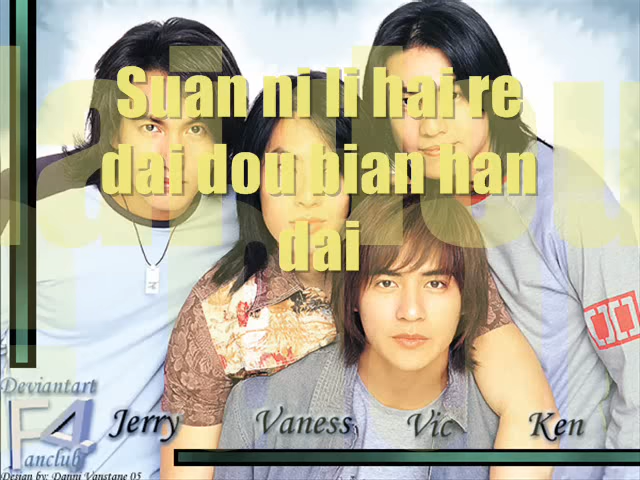 Suan ni li hai re
dai dou bian han
dai
Deviantart
F4
Fanclub
Jerry Vaness Vic Ken
Design by: Danni Vanstane 05